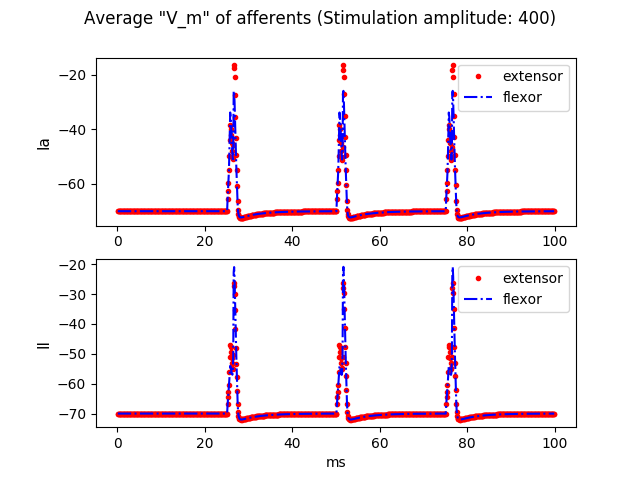 Average "V_m" of afferents (Stimulation amplitude: 400)
−20
−40
−60
Ia
extensor
flexor
0 20 40 60 80 100
−20
−30
−40
−50
−60
−70
II
extensor
flexor
0 20 40 60 80 100
ms